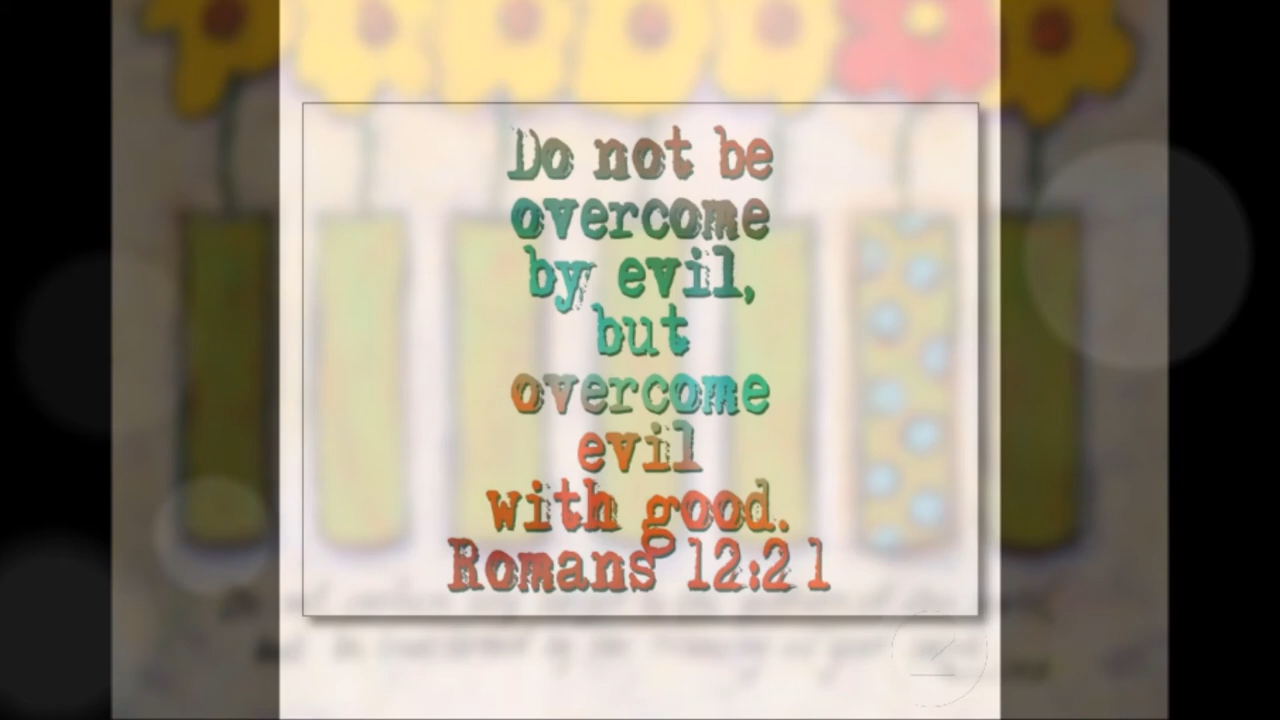 Do not be
overcome
by evil,
but
overcome
evil
with good.
Romans 12:21